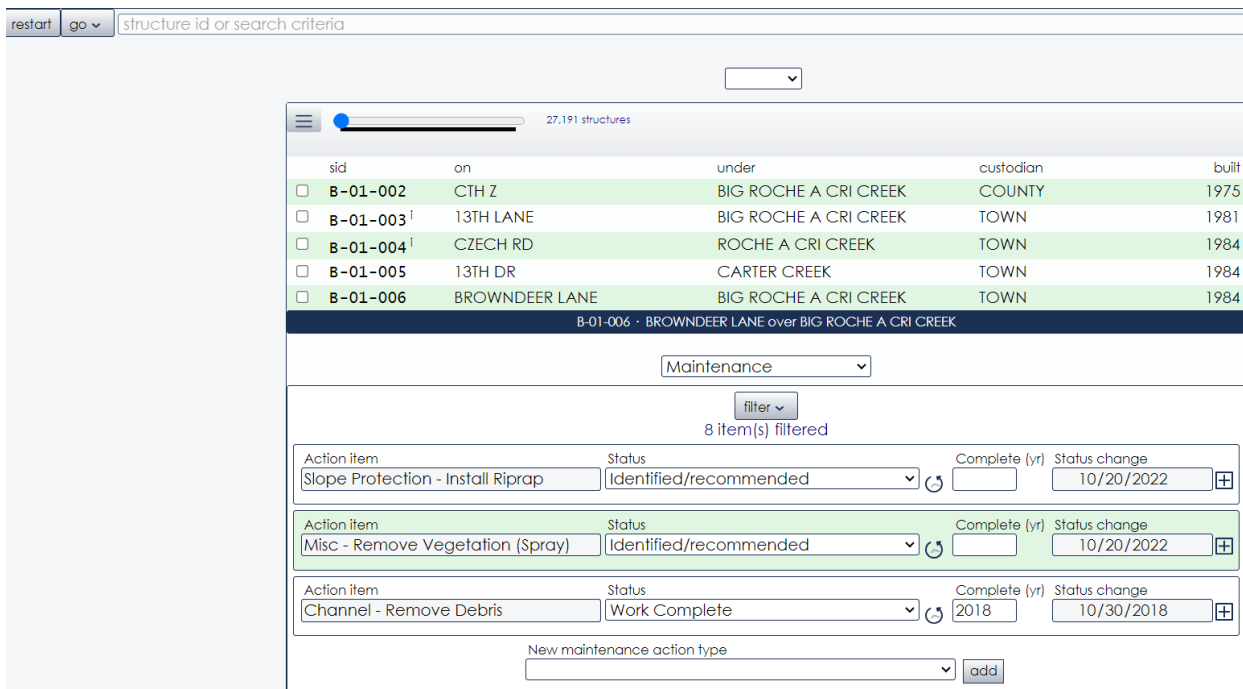 restart go structure id or search criteria
27,191 structures
sid on under custodian built
B-01-002 CTH Z BIG ROCHE A CRI CREEK COUNTY 1975
B-01-003 i 13TH LANE BIG ROCHE A CRI CREEK TOWN 1981
B-01-004 i CZECH RD ROCHE A CRI CREEK TOWN 1984
B-01-005 13TH DR CARTER CREEK TOWN 1984
B-01-006 BROWNDEER LANE BIG ROCHE A CRI CREEK TOWN 1984
B-01-006 · BROWNDEER LANE over BIG ROCHE A CRI CREEK
Maintenance
filter
8 item(s) filtered
Action item Status Complete (yr) Status change
Slope Protection - Install Riprap Identified/recommended 10/20/2022
Action item Status Complete (yr) Status change
Misc - Remove Vegetation (Spray) Identified/recommended 10/20/2022
Action item Status Complete (yr) Status change
Channel - Remove Debris Work Complete 2018 10/30/2018
New maintenance action type
add